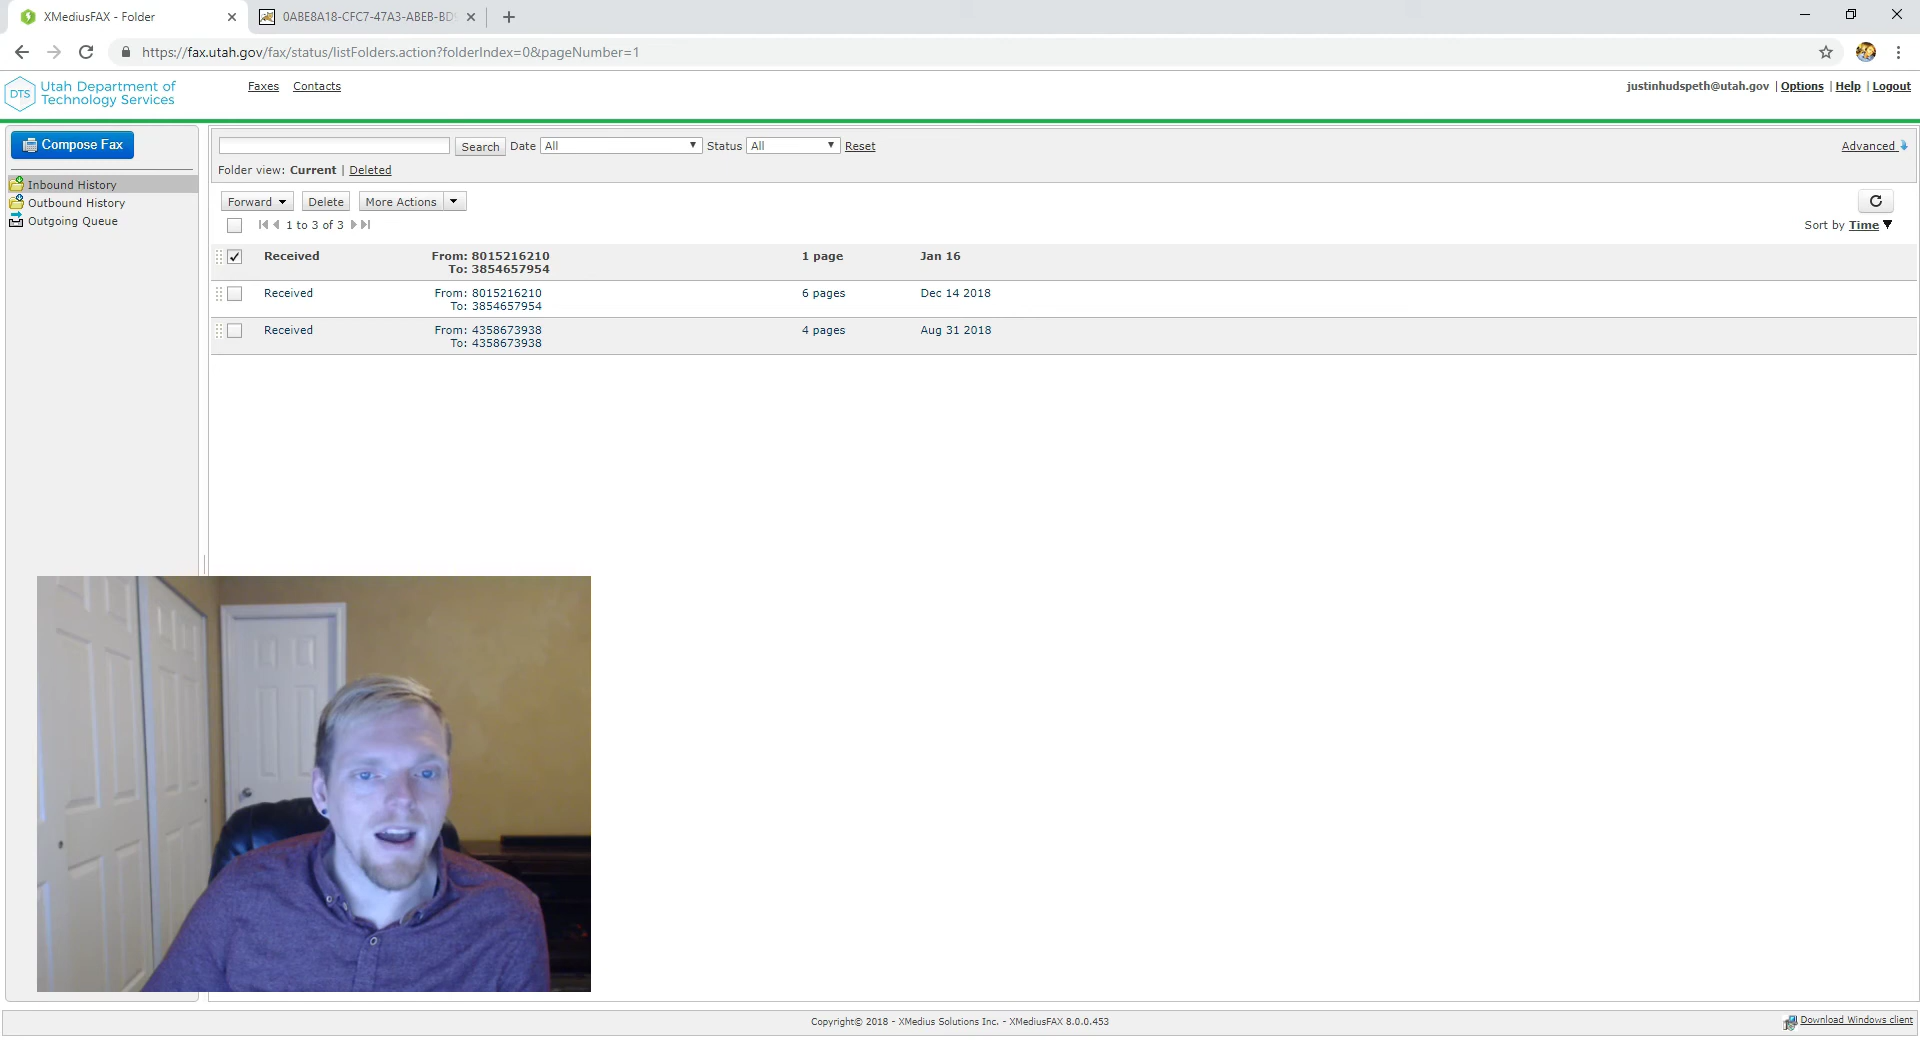 XMediusFAX - Folder
0ABE8A18-CFC7-47A3-ABEB-BD
https://fax.utah.gov/fax/status/listFolders.action?folderIndex=0&pageNumber=1
DTS
Utah Department of
Technology Services
Faxes Contacts
justinhudspeth@utah.gov | Options | Help | Logout
Compose Fax
Inbound History
Outbound History
Outgoing Queue
Search Date All Status All Reset
Advanced
Folder view: Current | Deleted
Forward Delete More Actions
1 to 3 of 3
Sort by Time
Received From: 8015216210 1 page Jan 16
To: 3854657954
Received From: 8015216210 6 pages Dec 14 2018
To: 3854657954
Received From: 4358673938 4 pages Aug 31 2018
To: 4358673938
Copyright© 2018 - XMedius Solutions Inc. - XMediusFAX 8.0.0.453
Download Windows client